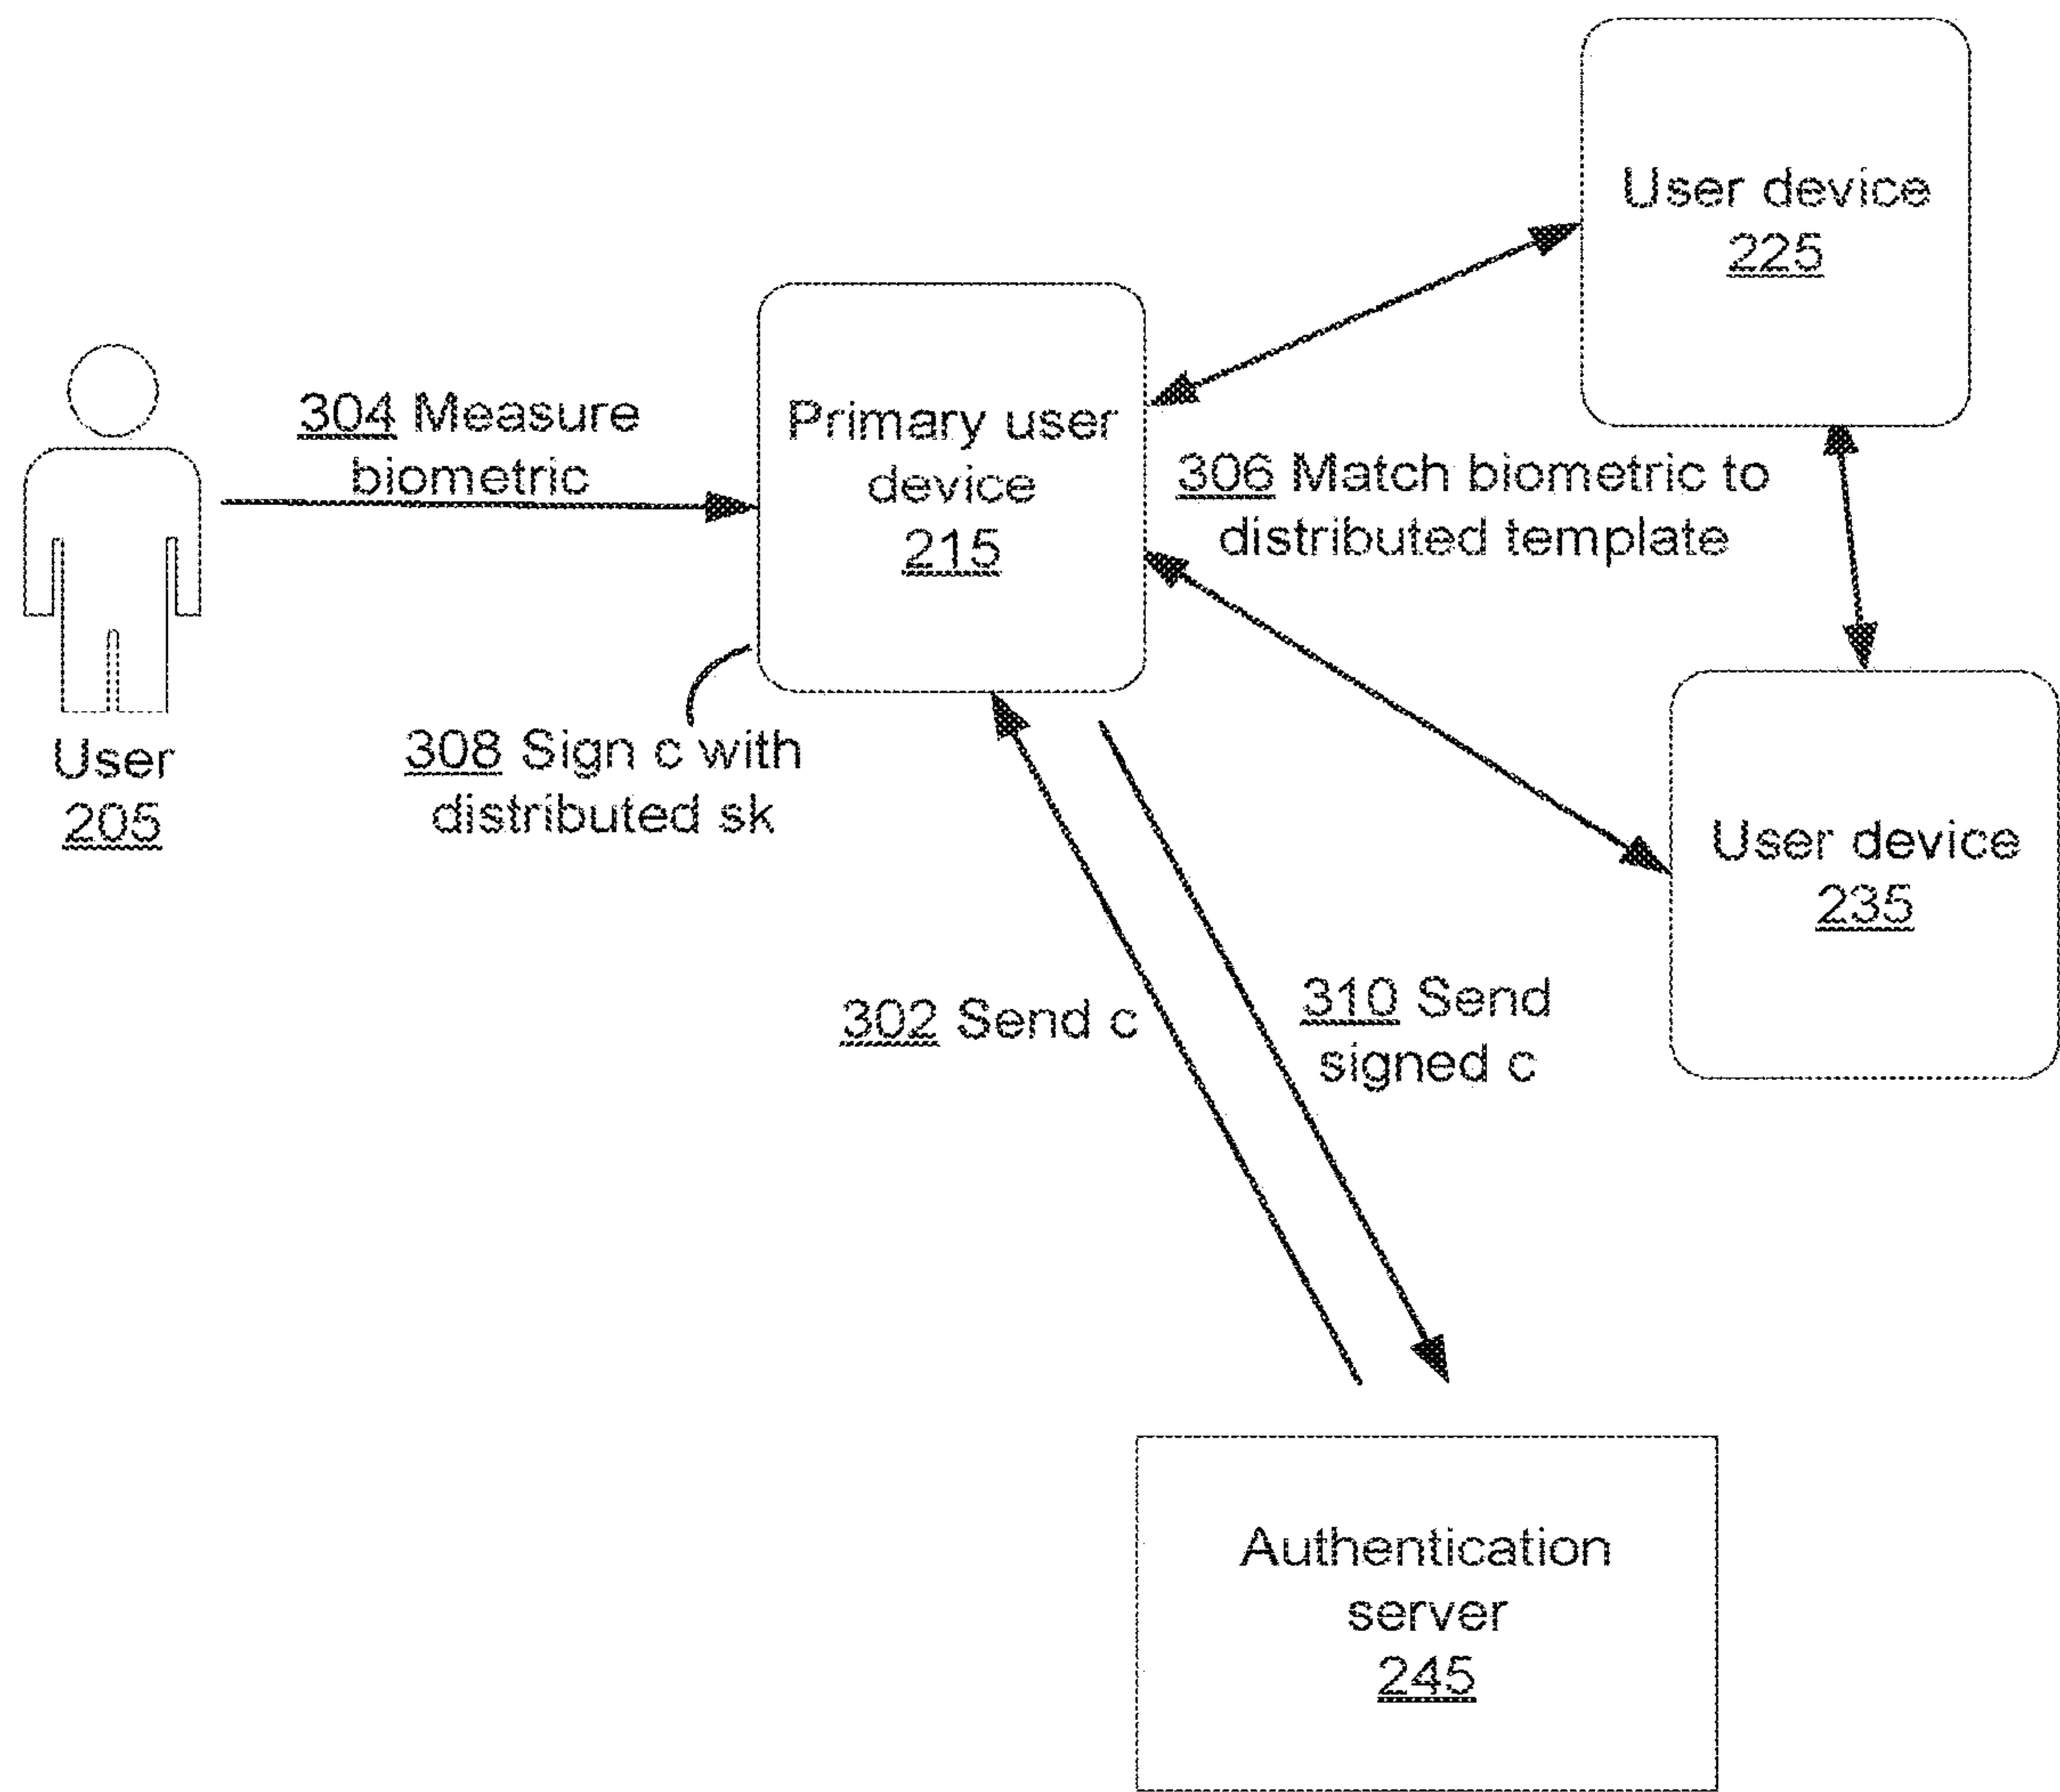 User device
225
304 Measure
biometric
Primary user
device
215
306 Match biometric to
distributed template
User
205
308 Sign c with
distributed sk
User device
235
302 Send c
310 Send
signed c
Authentication
server
245